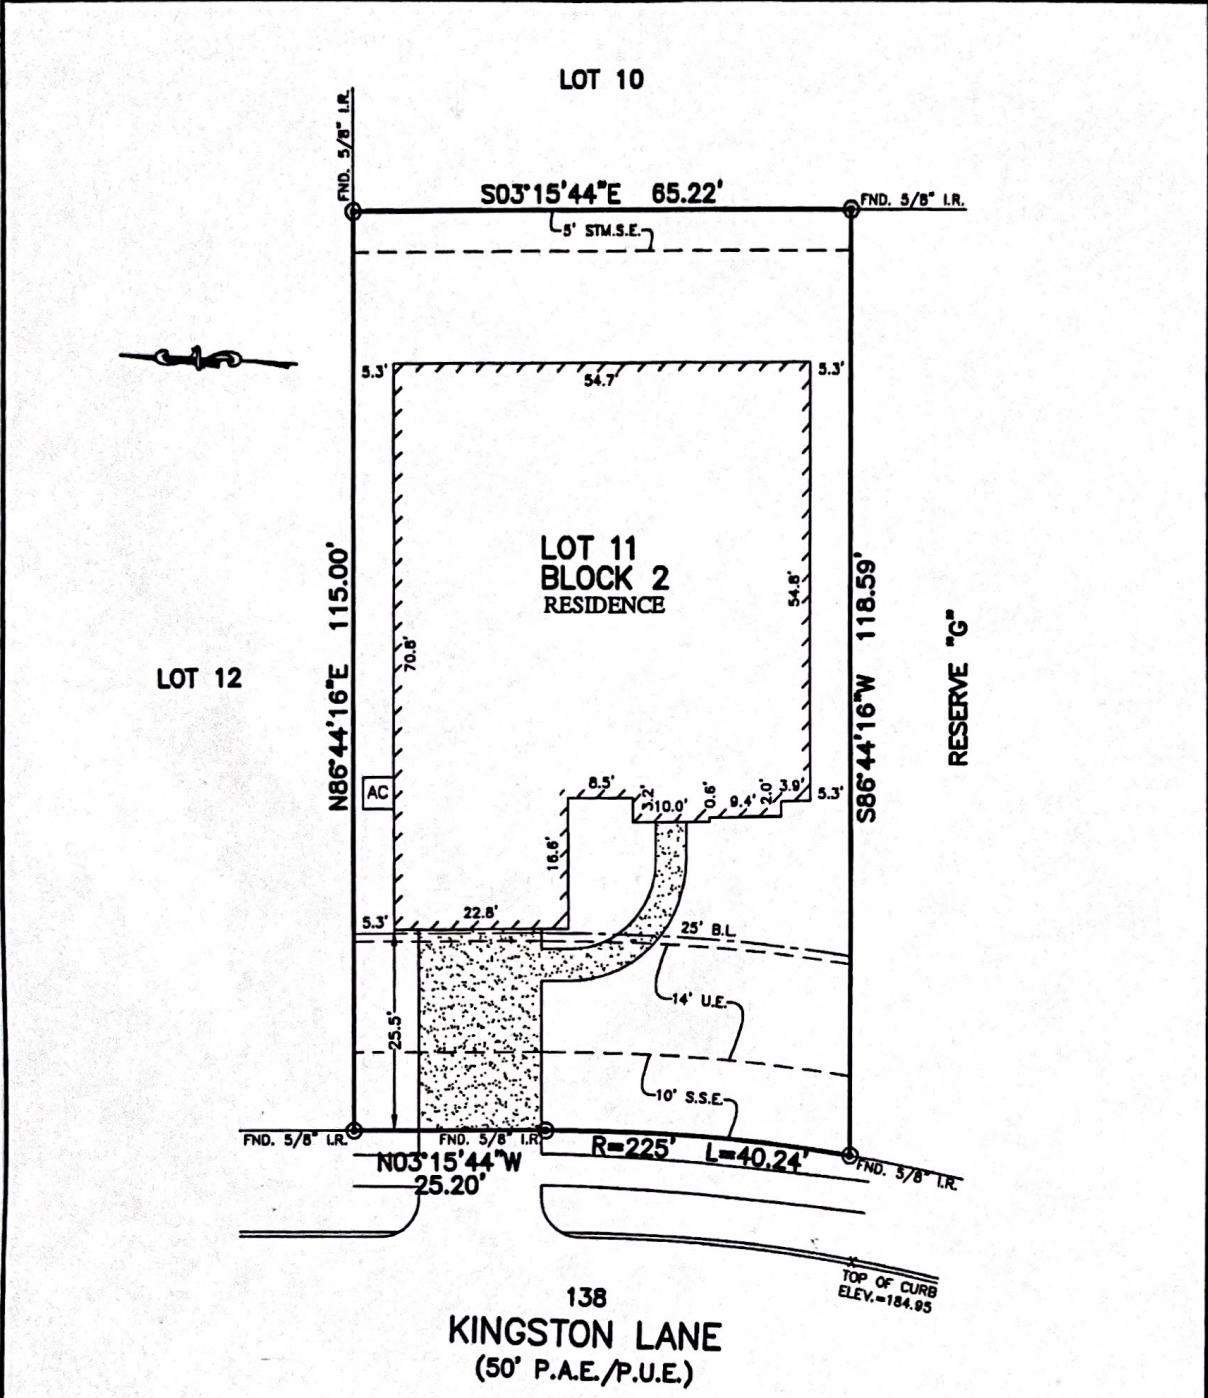 LOT 10
FND. 5/8" I.R.
S03°15'44"E 65.22'
FND. 5/8" I.R.
5' STM.S.E.
5.3'
54.7'
5.3'
LOT 11
BLOCK 2
RESIDENCE
N86°44'16"E 115.00'
70.8'
54.8'
S86°44'16"W 118.59'
RESERVE "G"
LOT 12
AC
8.5'
3.2'
10.0'
0.6'
9.4'
2.0'
3.9'
5.3'
16.6'
5.3'
22.8'
25' B.L.
14' U.E.
25.5'
10' S.S.E.
FND. 5/8" I.R.
FND. 5/8" I.R.
N03°15'44"W
25.20'
R=225' L=40.24'
FND. 5/8" I.R.
TOP OF CURB
ELEV.=184.95
138
KINGSTON LANE
(50' P.A.E./P.U.E.)